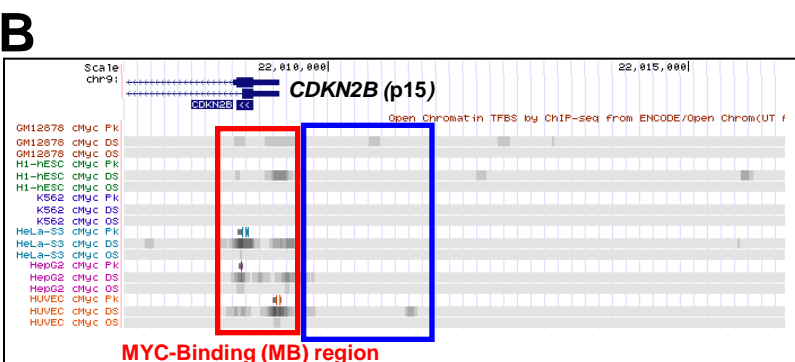 B
Scale
22,010,000|
22,015,000|
chr9:
CDKN2B (p15)
CDKN2B <<
Open Chromatin TFBS by ChIP-seq from ENCODE/Open Chrom(UT
GM12878 cMyc Pk
GM12878 cMyc DS
GM12878 cMyc OS
H1-hESC cMyc Pk
H1-hESC cMyc DS
H1-hESC cMyc OS
K562 cMyc Pk
K562 cMyc DS
K562 cMyc OS
HeLa-S3 cMyc Pk
HeLa-S3 cMyc DS
HeLa-S3 cMyc OS
HepG2 cMyc Pk
HepG2 cMyc DS
HepG2 cMyc OS
HUVEC cMyc Pk
HUVEC cMyc DS
HUVEC cMyc OS
MYC-Binding (MB) region